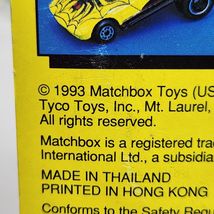 © 1993 Matchbox Toys (US
Tyco Toys, Inc., Mt. Laurel,
All rights reserved.
Matchbox is a registered tra
International Ltd., a subsidia
MADE IN THAILAND
PRINTED IN HONG KONG
Conforms to the Safety Requ